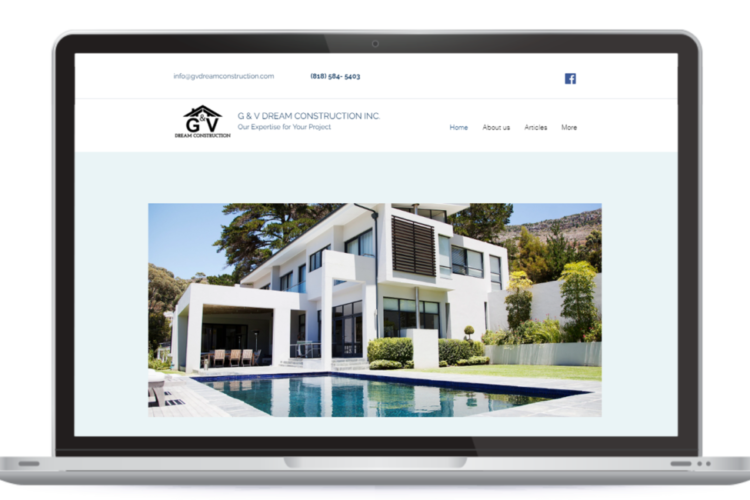 info@gvdreamconstruction.com
(818) 584- 5403
G&V
DREAM CONSTRUCTION
G & V DREAM CONSTRUCTION INC.
Our Expertise for Your Project
Home
About us
Articles
More